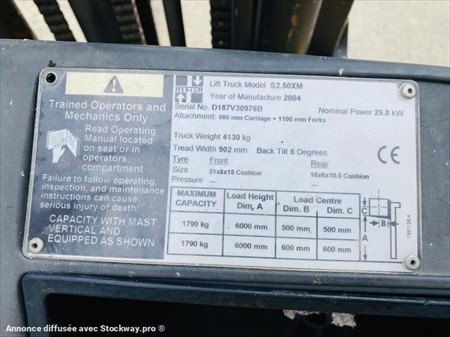 Trained Operators and
Mechanics Only
Read Operating
Manual located
on seat or in
operators
compartment
Failure to follow operating,
inspection, and maintenance
instructions can cause
serious injury or death!
CAPACITY WITH MAST
VERTICAL AND
EQUIPPED AS SHOWN
HYSTER
Lift Truck Model S2.50XM
Year of Manufacture 2004
Serial No. D187V30976B
Nominal Power 29.8 kW
Attachment: 980 mm Carriage + 1100 mm Forks
Truck Weight 4130 kg
Tread Width 902 mm Back Tilt 5 Degrees
Type Front Rear
21x8x15 Cushion 16x6x10.5 Cushion
Pressure --- ---
CE
MAXIMUM CAPACITY Load Height Dim. A Load Centre Dim. B Dim. C
1790 kg 6000 mm 500 mm 500 mm
1790 kg 6000 mm 600 mm 600 mm
C
B
A
Annonce diffusée avec Stockway.pro ®